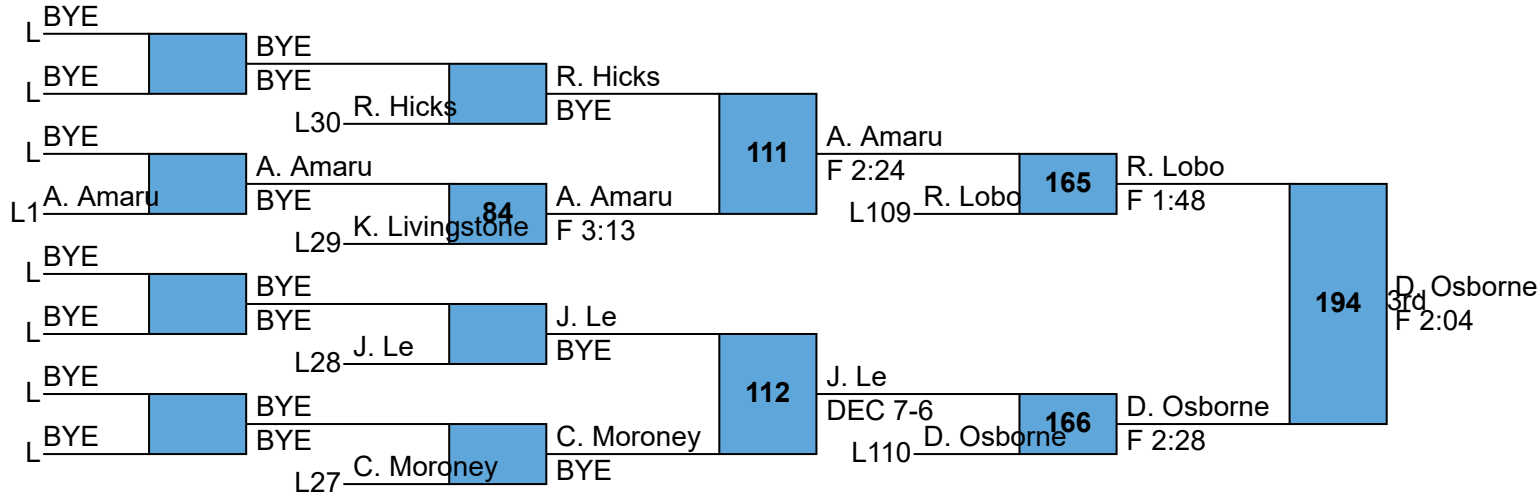 BYE
L
BYE
BYE
BYE
L
R. Hicks
L30
R. Hicks
BYE
BYE
L
A. Amaru
L1
A. Amaru
BYE
K. Livingstone
L29
84
A. Amaru
F 3:13
111
A. Amaru
F 2:24
R. Lobo
L109
165
R. Lobo
F 1:48
BYE
L
BYE
L
BYE
BYE
J. Le
L28
J. Le
BYE
BYE
L
BYE
L
BYE
BYE
C. Moroney
L27
C. Moroney
BYE
112
J. Le
DEC 7-6
D. Osborne
L110
166
D. Osborne
F 2:28
194
3rd
D. Osborne
F 2:04